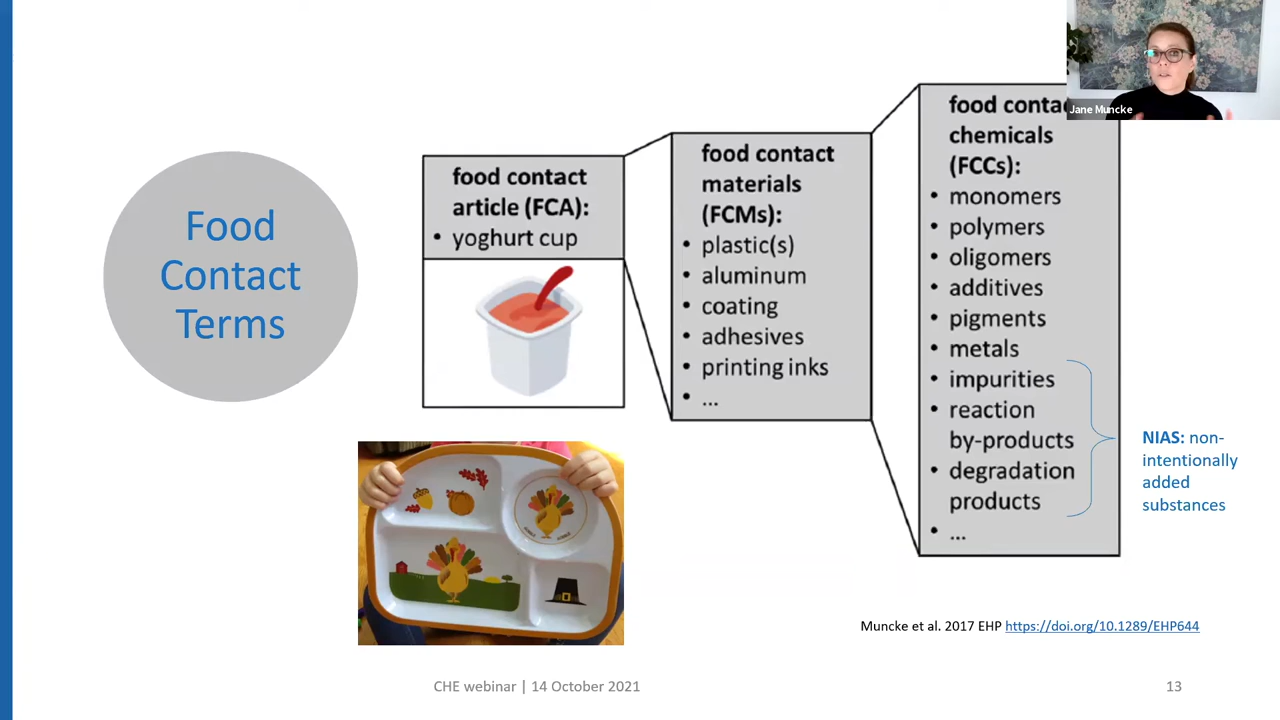 Food
Contact
Terms
food contact
article (FCA):
• yoghurt cup
food contact
materials
(FCMs):
• plastic(s)
• aluminum
• coating
• adhesives
• printing inks
• ...
food conta
chemicals
(FCCs):
• monomers
• polymers
• oligomers
• additives
• pigments
• metals
• impurities
• reaction
by-products
• degradation
products
• ...
NIAS: non-
intentionally
added
substances
Jane Muncke
Muncke et al. 2017 EHP https://doi.org/10.1289/EHP644
CHE webinar | 14 October 2021
13